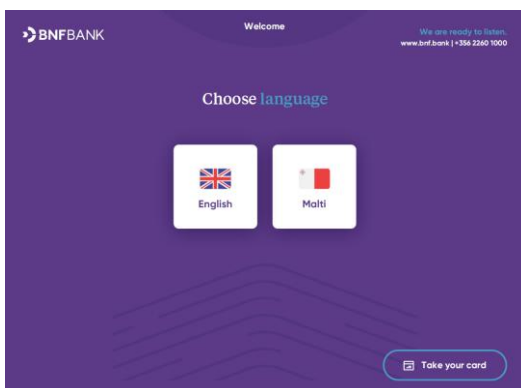 BNFBANK
Welcome
We are ready to listen.
www.bnf.bank | +356 2260 1000
Choose language
English
Malti
Take your card